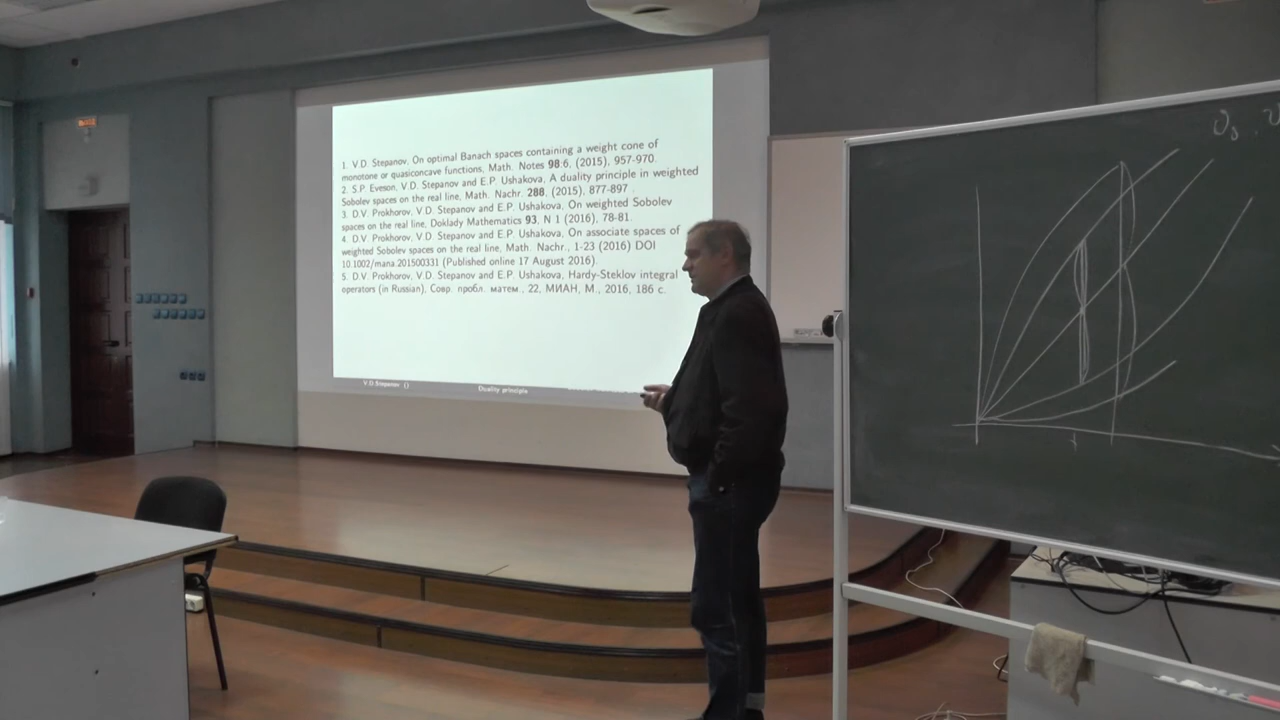 1. V.D. Stepanov, On optimal Banach spaces containing a weight cone of
monotone or quasiconcave functions, Math. Notes 98:6, (2015), 957-970.
2. S.P. Eveson, V.D. Stepanov and E.P. Ushakova, A duality principle in weighted
Sobolev spaces on the real line, Math. Nachr. 288, (2015), 877-897 .
3. D.V. Prokhorov, V.D. Stepanov and E.P. Ushakova, On weighted Sobolev
spaces on the real line, Doklady Mathematics 93, N 1 (2016), 78-81.
4. D.V. Prokhorov, V.D. Stepanov and E.P. Ushakova, On associate spaces of
weighted Sobolev spaces on the real line, Math. Nachr., 1-23 (2016) DOI
10.1002/mana.201500331 (Published online 17 August 2016).
5. D.V. Prokhorov, V.D. Stepanov and E.P. Ushakova, Hardy-Steklov integral
operators (in Russian), Совр. пробл. матем., 22, МИАН, М., 2016, 186 с.
V.D.Stepanov () Duality principle